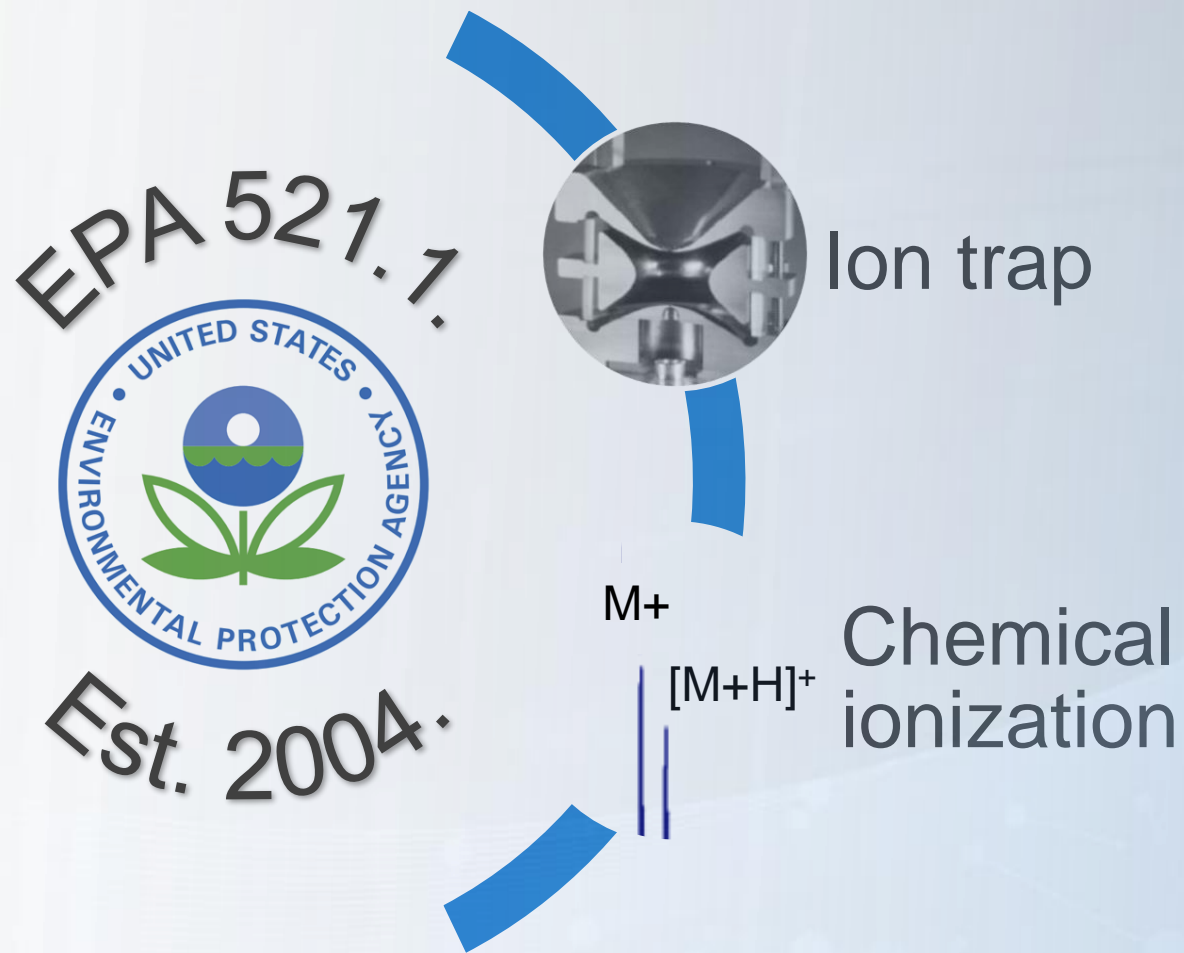 EPA 521.1.
UNITED STATES
ENVIRONMENTAL PROTECTION AGENCY
Est. 2004.
Ion trap
M+
[M+H]⁺
Chemical
ionization